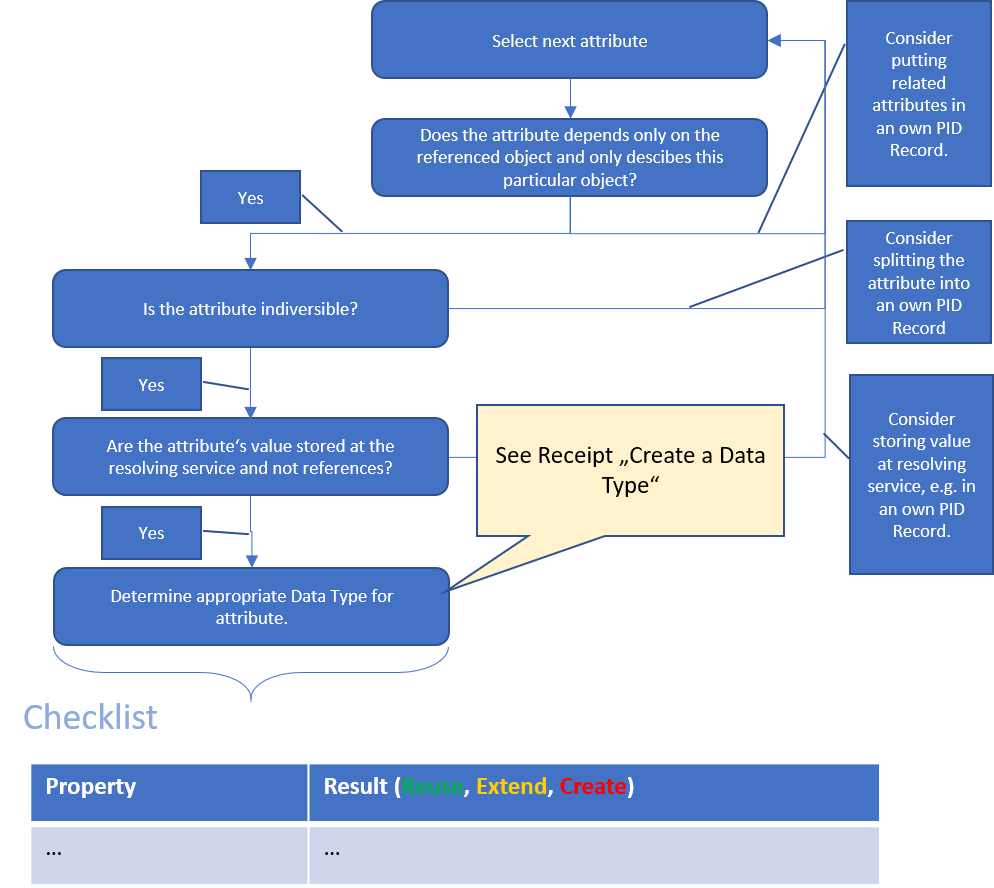 Select next attribute
Consider
putting
related
attributes in
an own PID
Record.
Does the attribute depends only on the
referenced object and only descibes this
particular object?
Yes
Consider
splitting the
attribute into
an own PID
Record
Is the attribute indiversible?
Yes
Are the attribute‘s value stored at the
resolving service and not references?
See Receipt „Create a Data
Type“
Consider
storing value
at resolving
service, e.g. in
an own PID
Record.
Yes
Determine appropriate Data Type for
attribute.
Checklist
Property
Result (Reuse, Extend, Create)
...
...